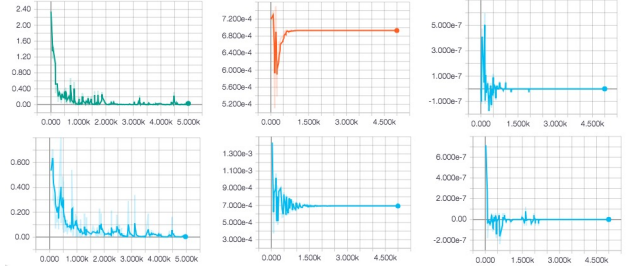 2.40
2.00
1.60
1.20
0.800
0.400
0.00
0.000 1.000k 2.000k 3.000k 4.000k 5.000k
7.200e-4
6.800e-4
6.400e-4
6.000e-4
5.600e-4
5.200e-4
0.000 1.500k 3.000k 4.500k
5.000e-7
3.000e-7
1.000e-7
-1.000e-7
0.000 1.500k 3.000k 4.500k
0.600
0.400
0.200
0.00
0.000 1.000k 2.000k 3.000k 4.000k 5.000k
1.300e-3
1.100e-3
9.000e-4
7.000e-4
5.000e-4
3.000e-4
0.000 1.500k 3.000k 4.500k
6.000e-7
4.000e-7
2.000e-7
0.00
-2.000e-7
0.000 1.500k 3.000k 4.500k